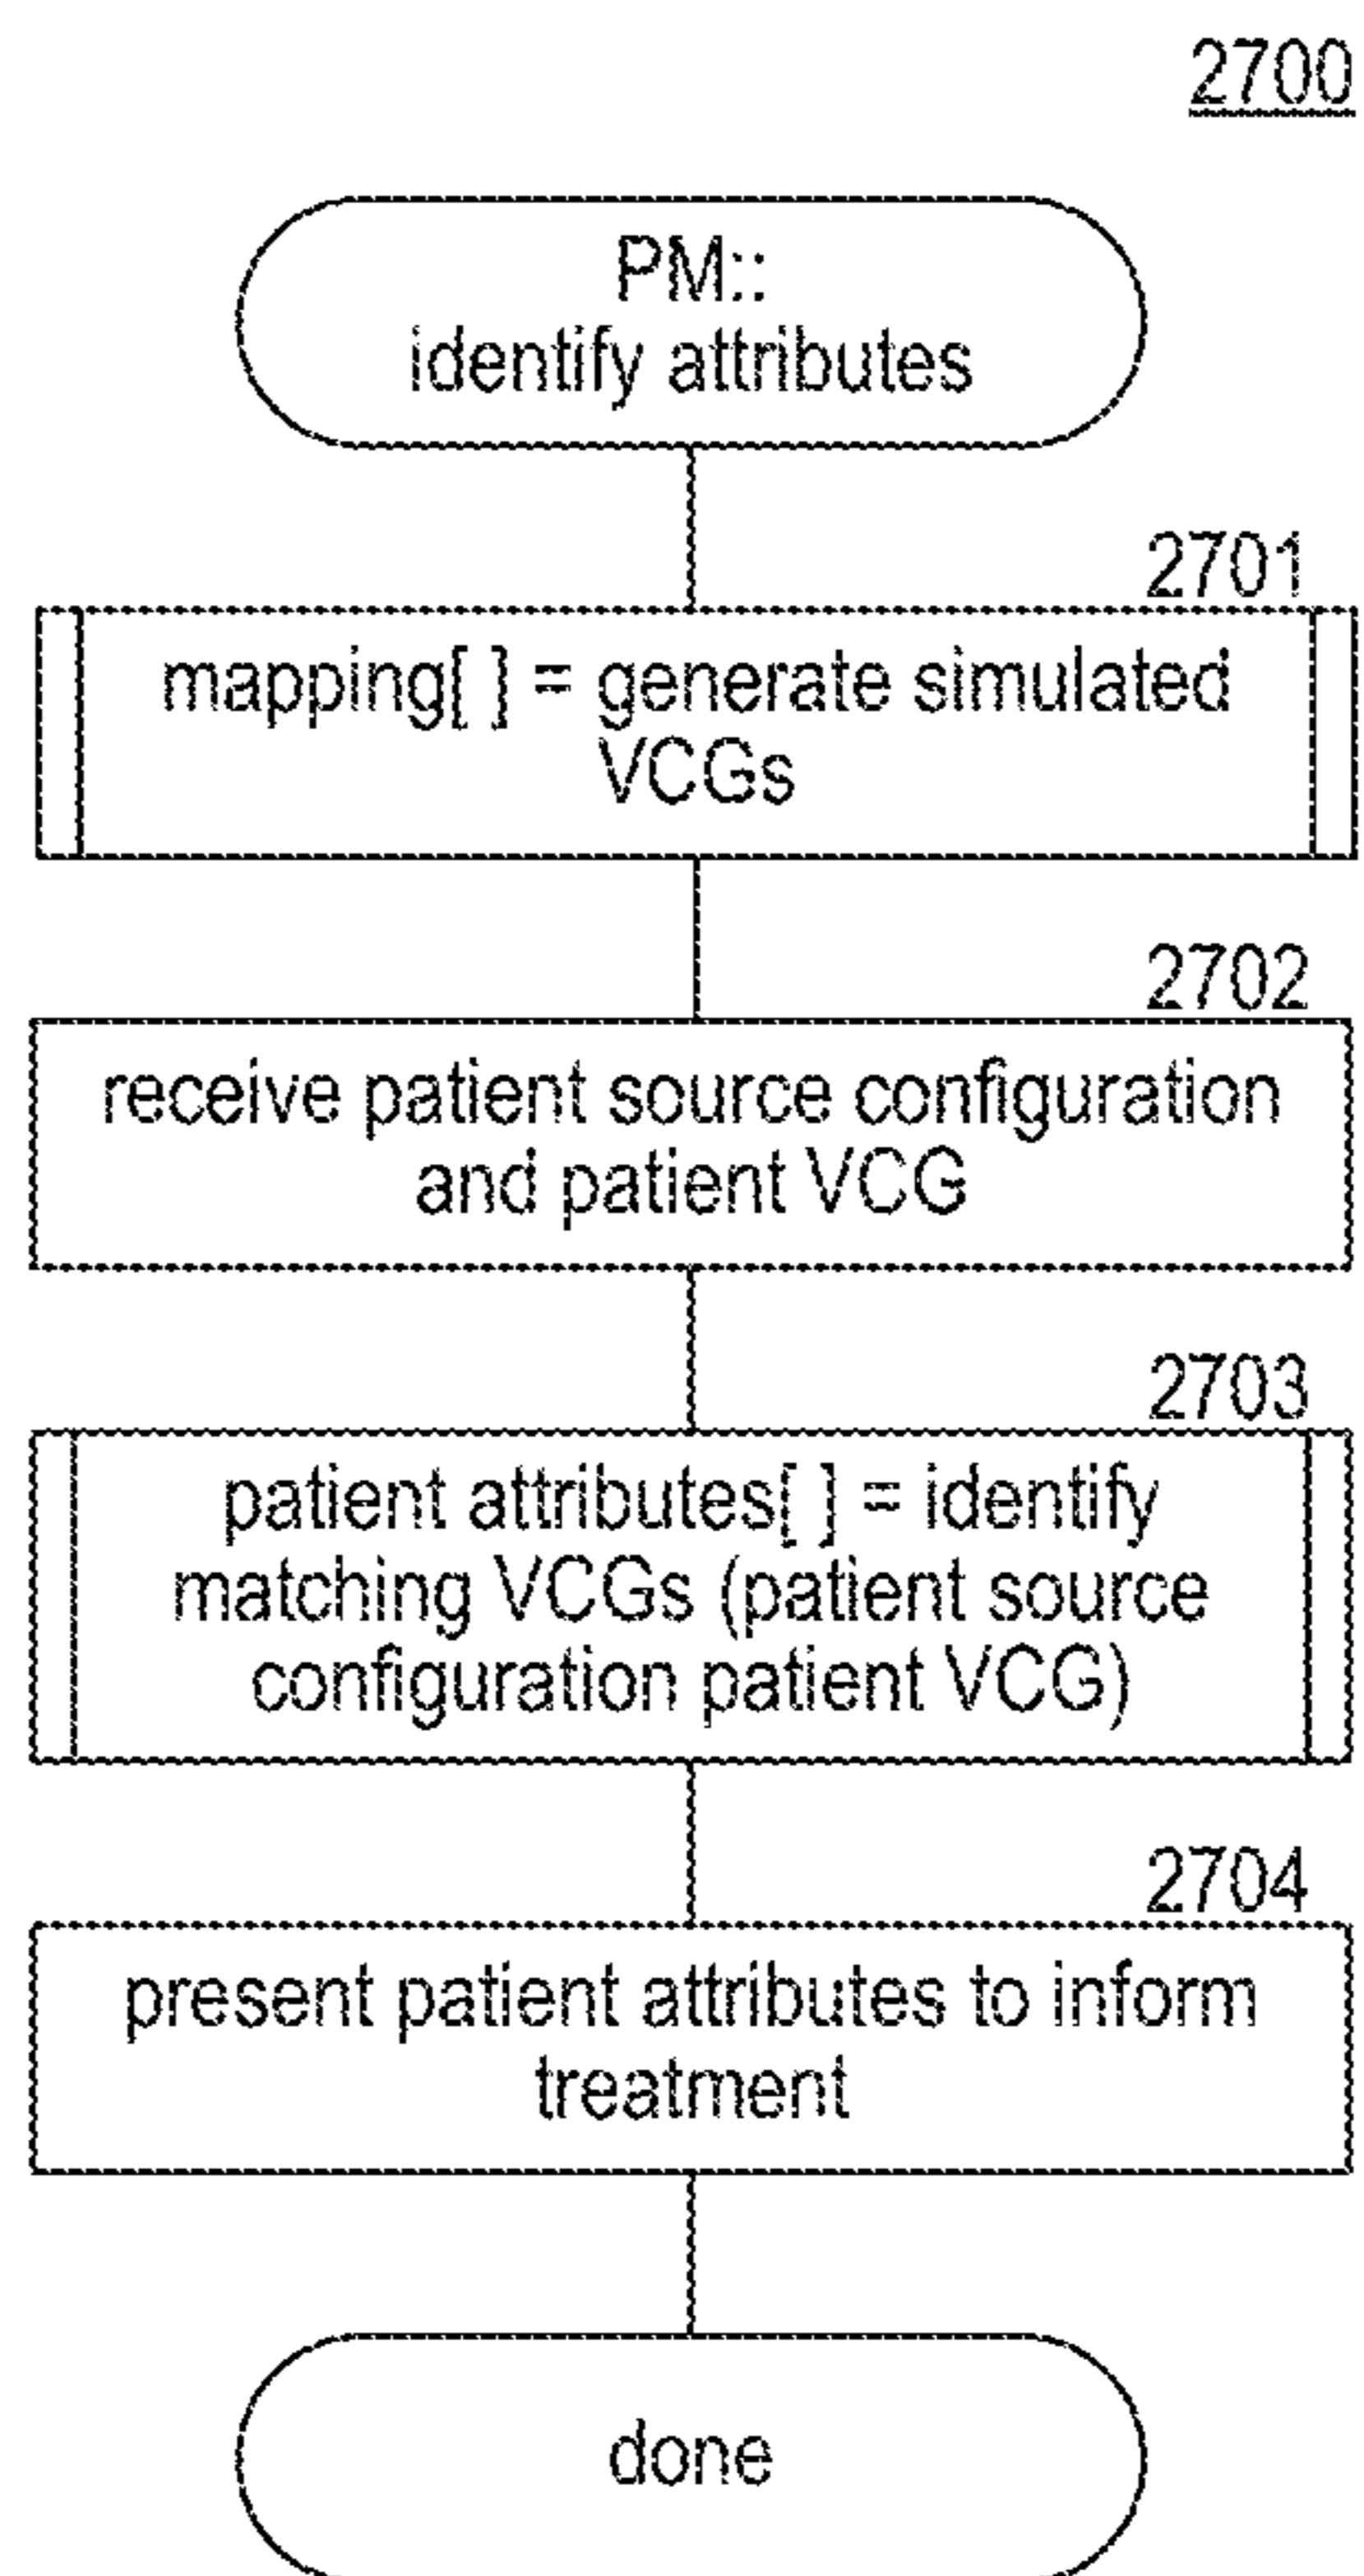 2700
PM::
identify attributes
2701
mapping[ ] = generate simulated
VCGs
2702
receive patient source configuration
and patient VCG
2703
patient attributes[ ] = identify
matching VCGs (patient source
configuration patient VCG)
2704
present patient attributes to inform
treatment
done